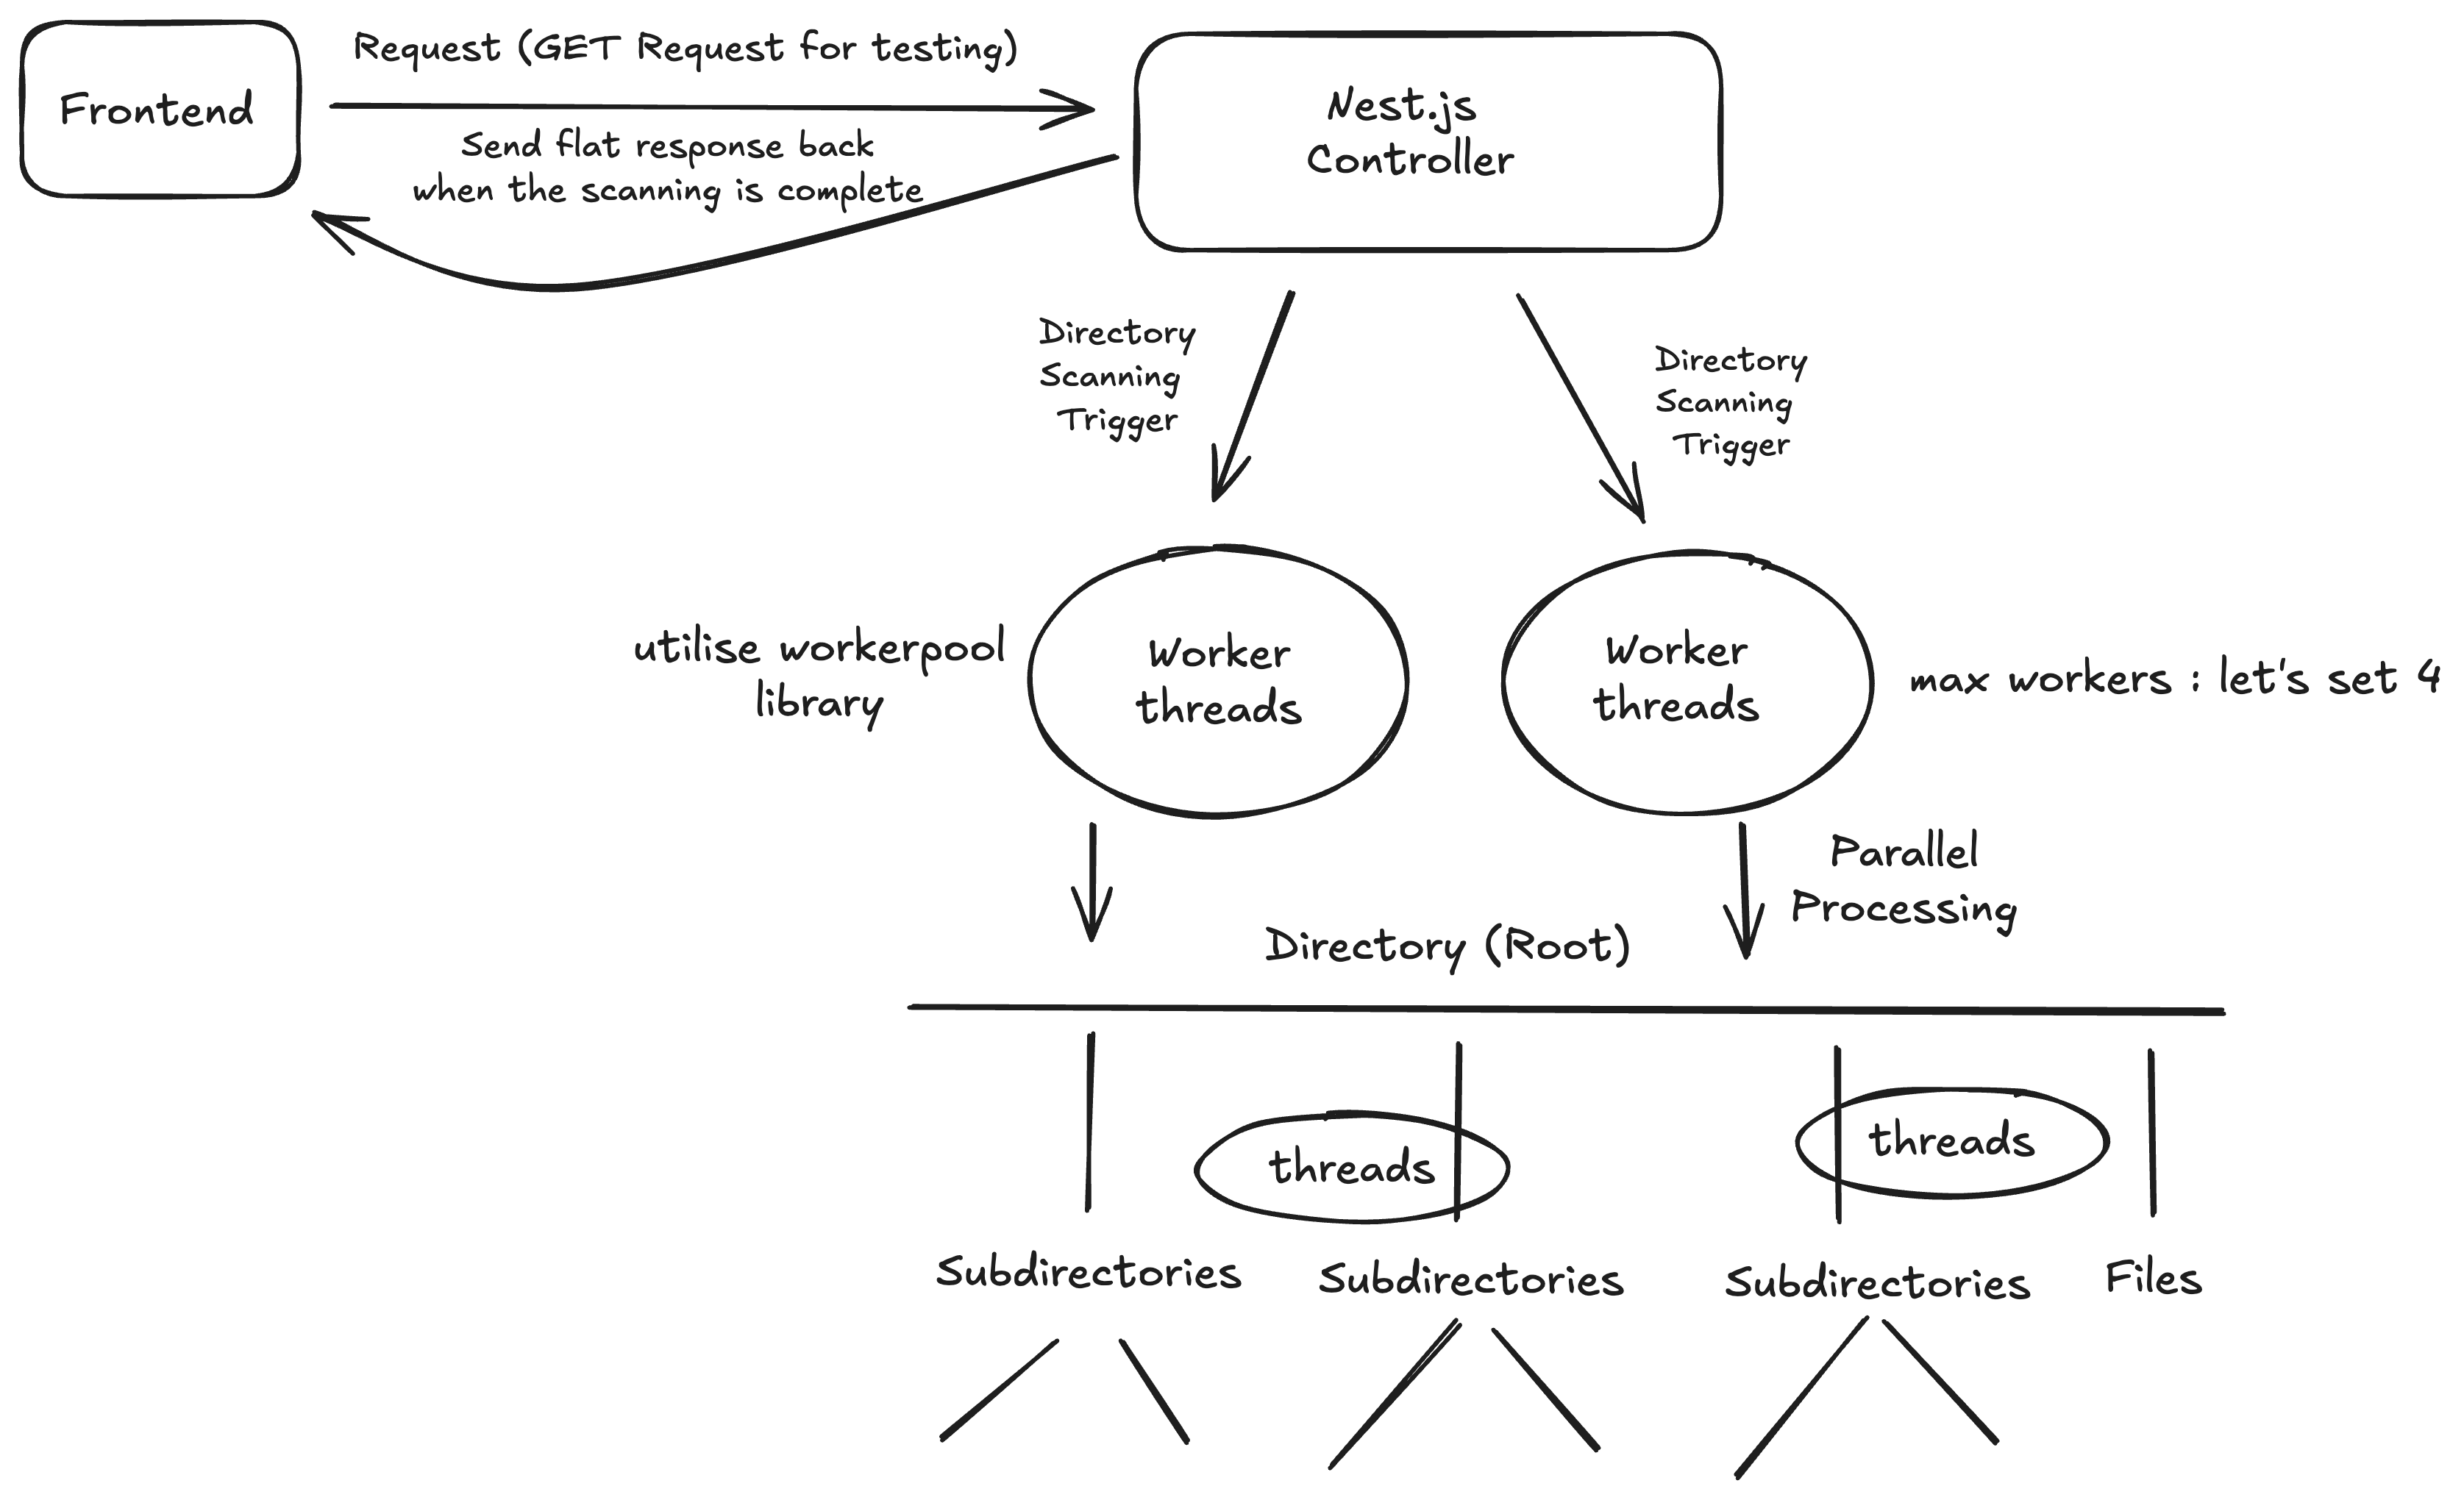 Frontend
Request (GET Request for testing)
Send flat response back
when the scanning is complete
Nest.js
Controller
Directory
Scanning
Trigger
Directory
Scanning
Trigger
utilise workerpool
library
Worker
threads
Worker
threads
max workers : let's set 4
Parallel
Processing
Directory (Root)
threads
threads
Subdirectories
Subdirectories
Subdirectories
Files